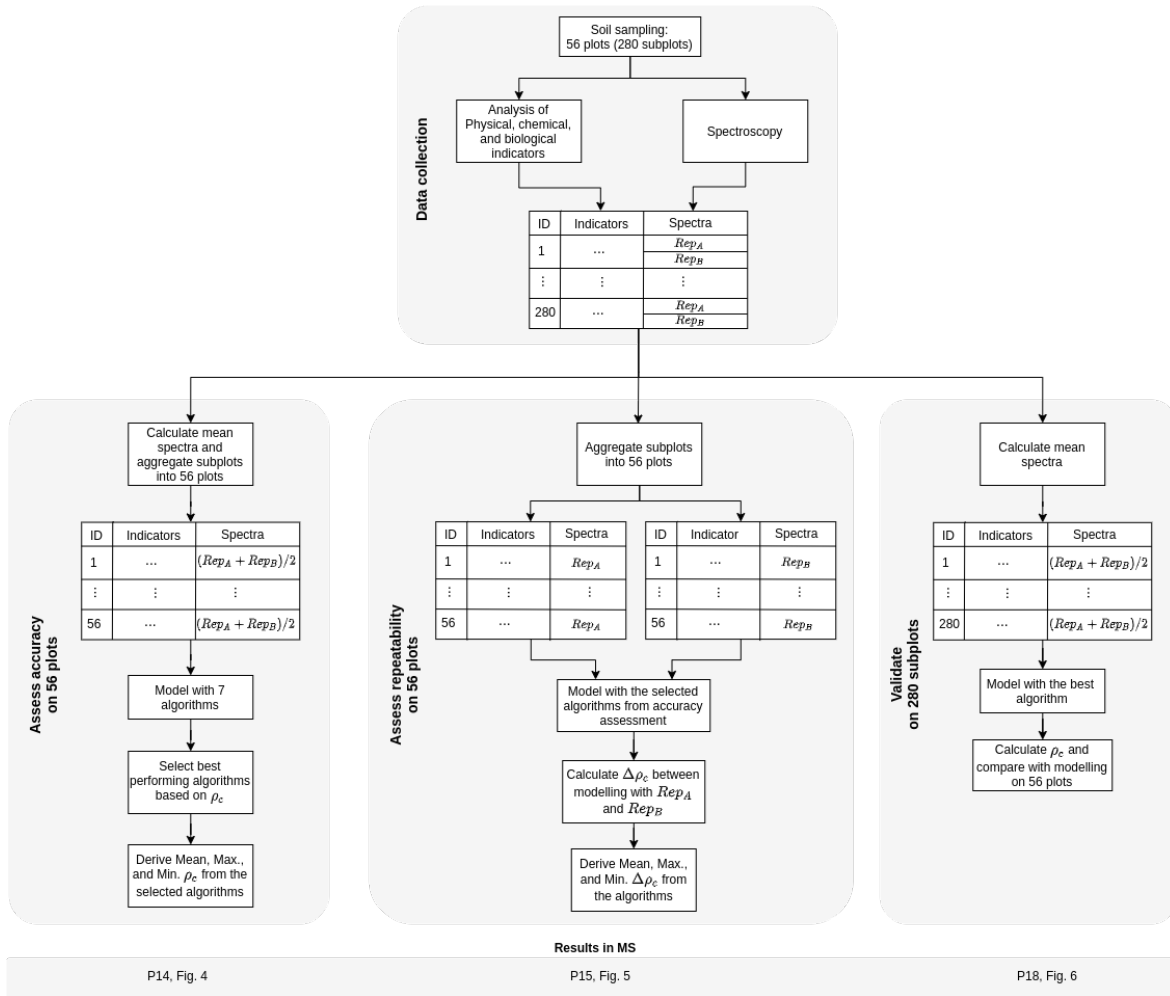 Soil sampling:
56 plots (280 subplots)
Analysis of
Physical, chemical,
and biological
indicators
Spectroscopy
Data collection
ID Indicators Spectra
1 ... Rep_A
Rep_B
⋮ ⋮ ⋮
280 ... Rep_A
Rep_B
Calculate mean
spectra and
aggregate subplots
into 56 plots
ID Indicators Spectra
1 ... (Rep_A + Rep_B)/2
⋮ ⋮ ⋮
56 ... (Rep_A + Rep_B)/2
Assess accuracy
on 56 plots
Model with 7
algorithms
Select best
performing algorithms
based on ρ_c
Derive Mean, Max.,
and Min. ρ_c from the
selected algorithms
Aggregate subplots
into 56 plots
ID Indicators Spectra
1 ... Rep_A
⋮ ⋮ ⋮
56 ... Rep_A
ID Indicator Spectra
1 ... Rep_B
⋮ ⋮ ⋮
56 ... Rep_B
Assess repeatability
on 56 plots
Model with the selected
algorithms from accuracy
assessment
Calculate Δρ_c between
modelling with Rep_A
and Rep_B
Derive Mean, Max.,
and Min. Δρ_c from
the algorithms
Calculate mean
spectra
ID Indicators Spectra
1 ... (Rep_A + Rep_B)/2
⋮ ⋮ ⋮
280 ... (Rep_A + Rep_B)/2
Validate
on 280 subplots
Model with the best
algorithm
Calculate ρ_c and
compare with modelling
on 56 plots
Results in MS
P14, Fig. 4
P15, Fig. 5
P18, Fig. 6